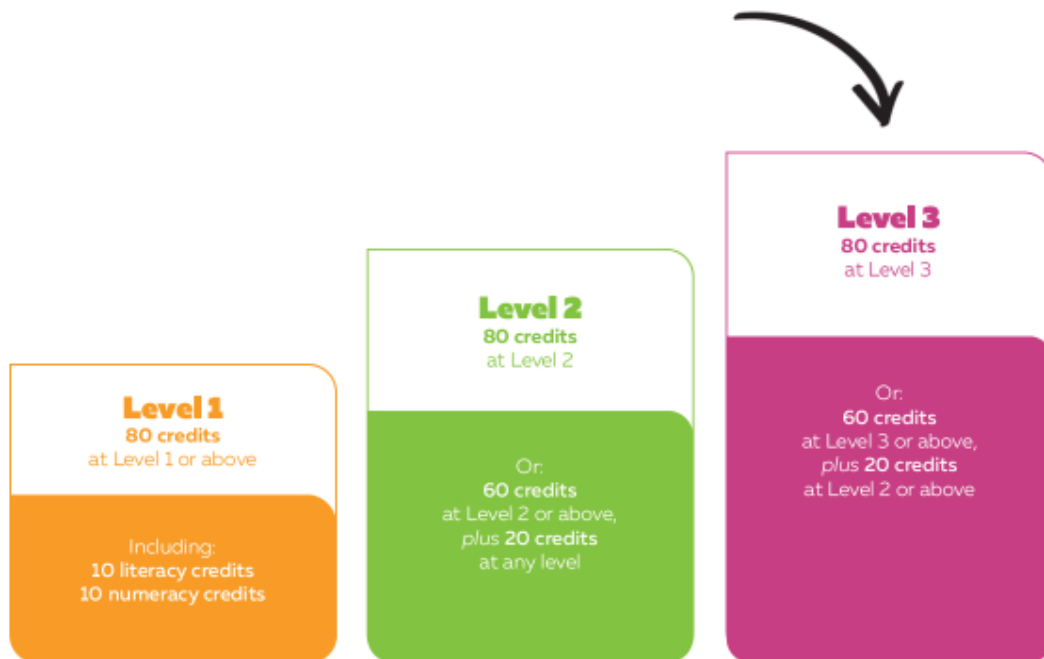 Level 1
80 credits
at Level 1 or above
Including:
10 literacy credits
10 numeracy credits
Level 2
80 credits
at Level 2
Or:
60 credits
at Level 2 or above,
plus 20 credits
at any level
Level 3
80 credits
at Level 3
Or:
60 credits
at Level 3 or above,
plus 20 credits
at Level 2 or above